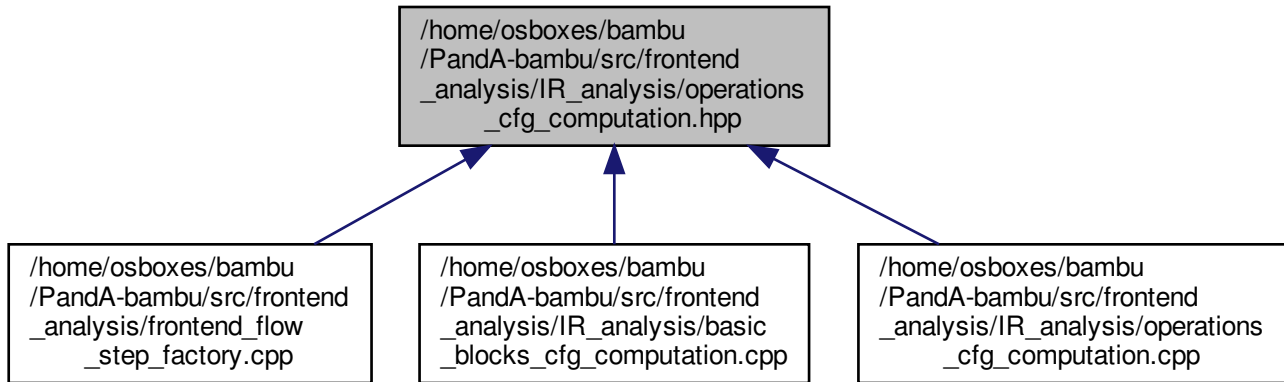 /home/osboxes/bambu
/PandA-bambu/src/frontend
_analysis/IR_analysis/operations
_cfg_computation.hpp
/home/osboxes/bambu
/PandA-bambu/src/frontend
_analysis/frontend_flow
_step_factory.cpp
/home/osboxes/bambu
/PandA-bambu/src/frontend
_analysis/IR_analysis/basic
_blocks_cfg_computation.cpp
/home/osboxes/bambu
/PandA-bambu/src/frontend
_analysis/IR_analysis/operations
_cfg_computation.cpp